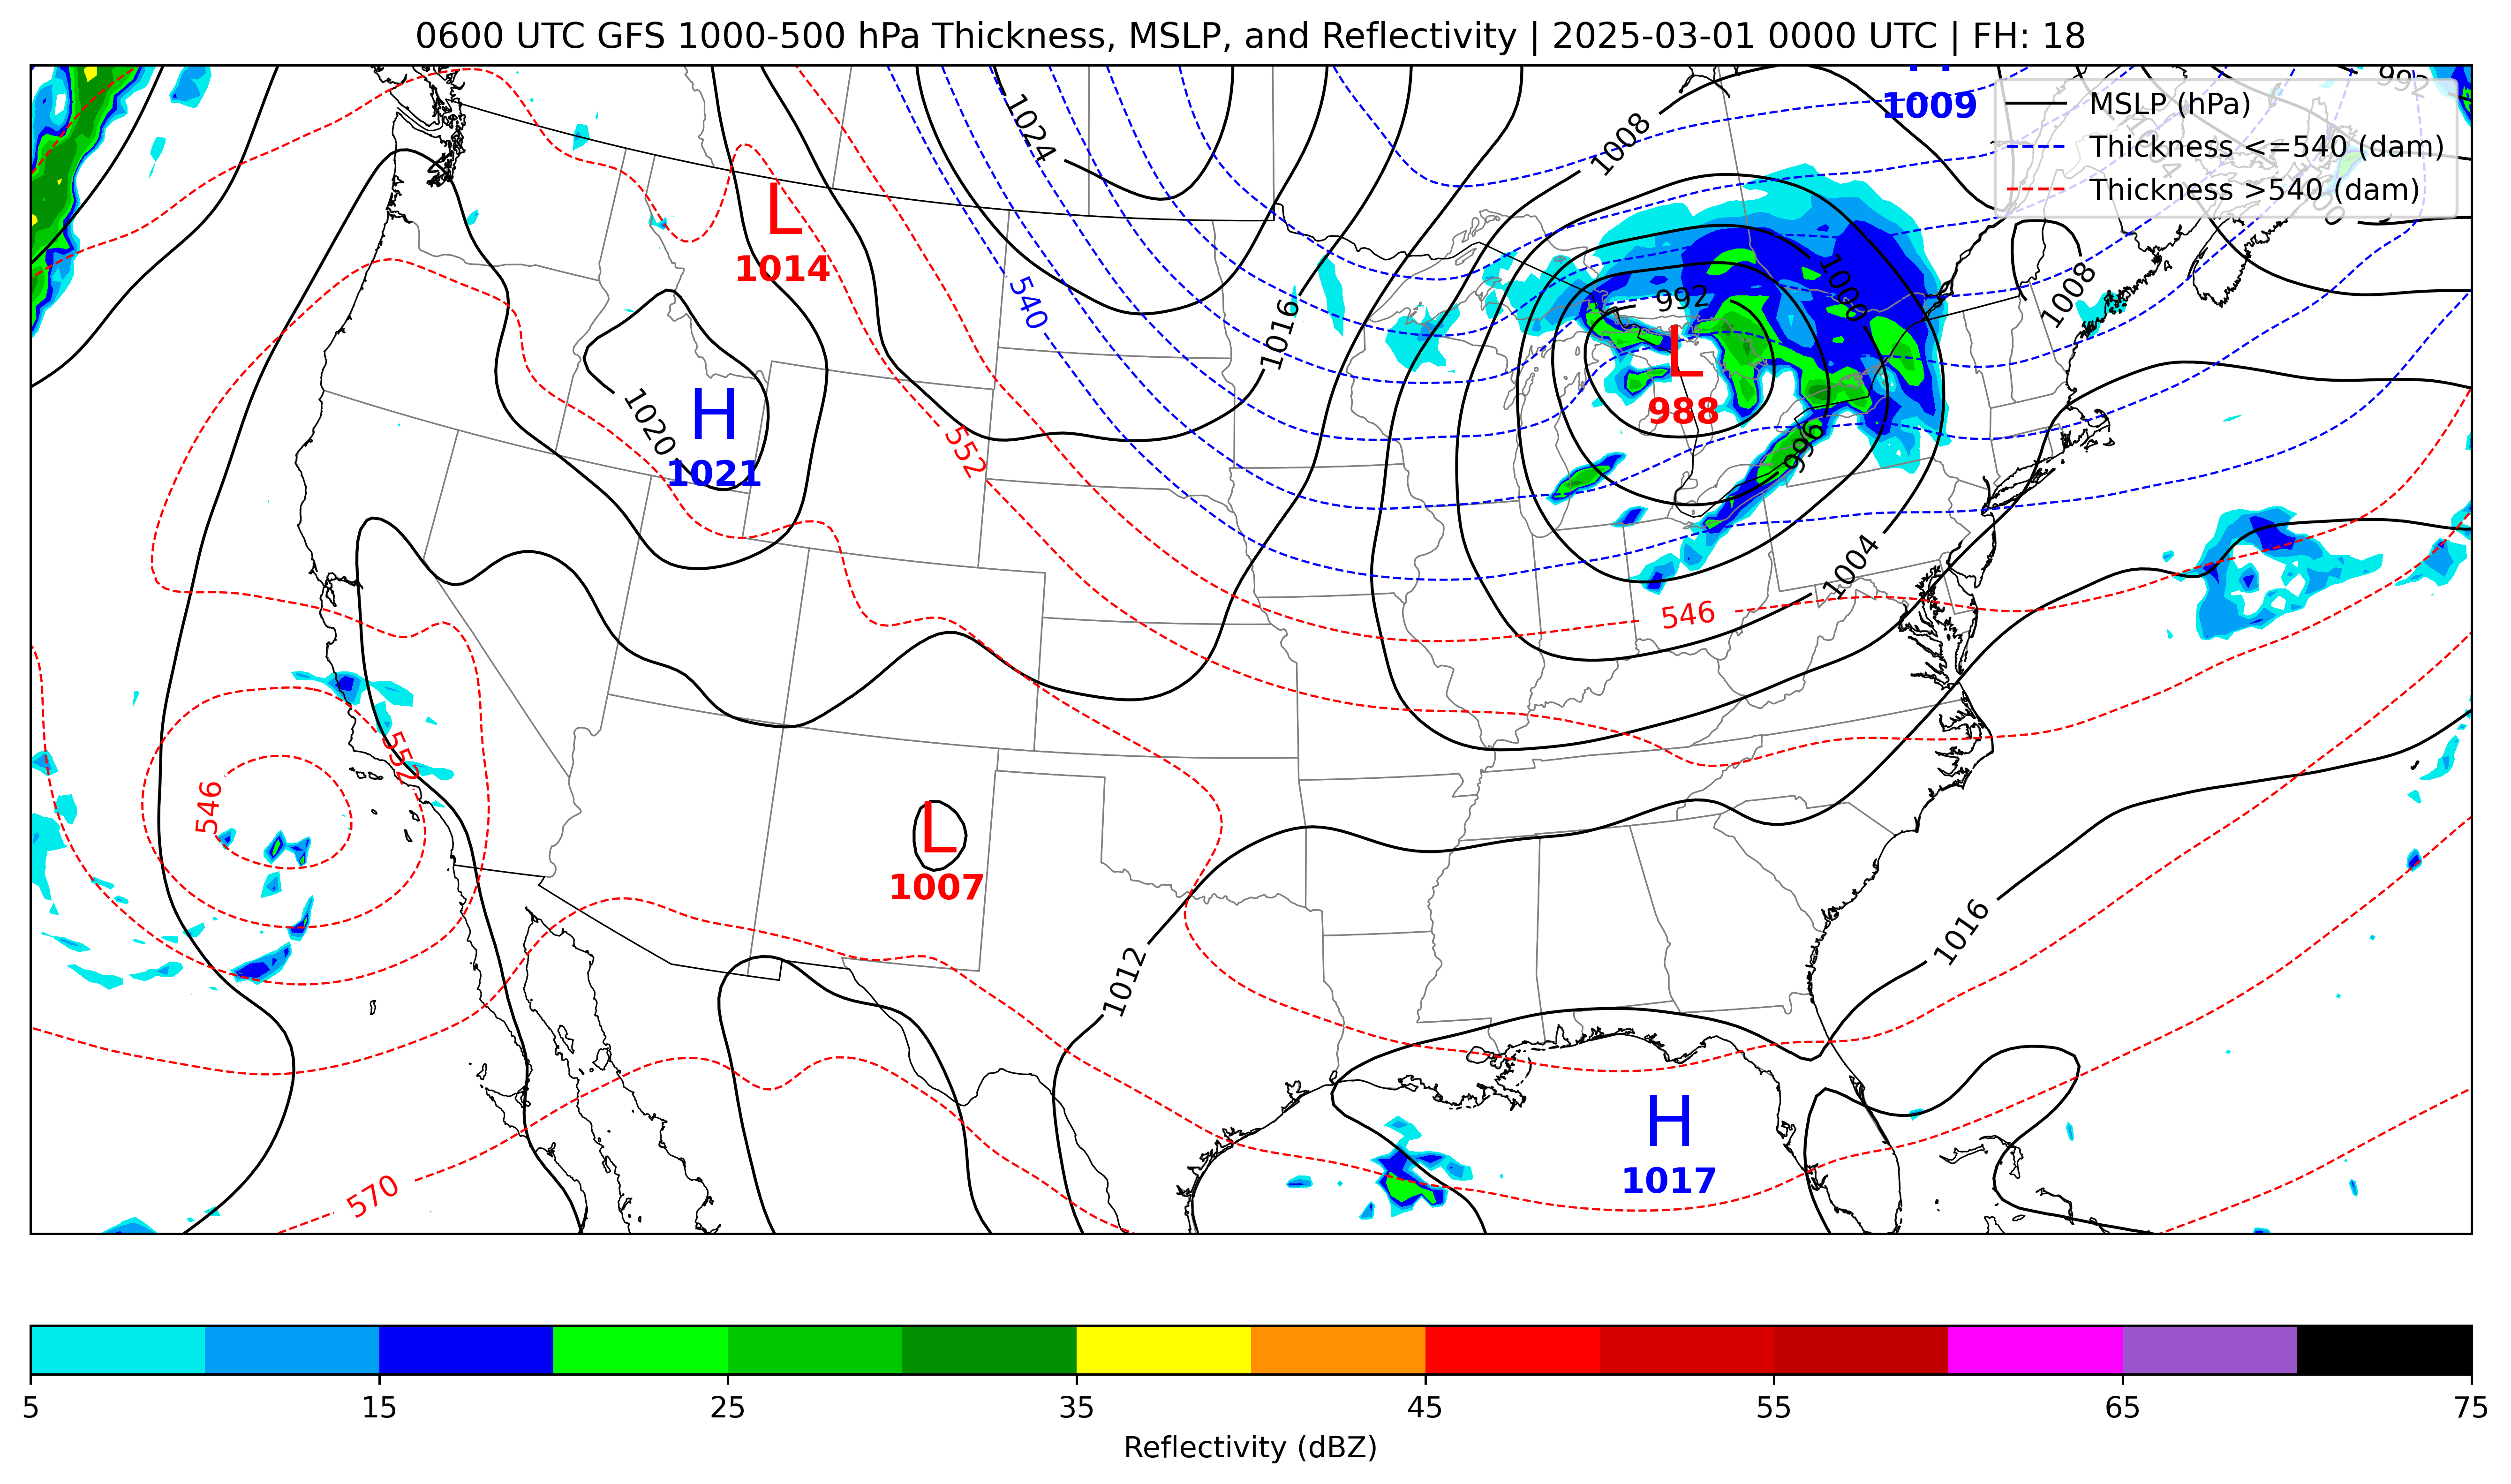 0600 UTC GFS 1000-500 hPa Thickness, MSLP, and Reflectivity | 2025-03-01 0000 UTC | FH: 18
992
1009
MSLP (hPa)
Thickness <=540 (dam)
Thickness >540 (dam)
1024
1008
L
1014
1008
1008
992
540
1016
L
988
H
1021
1020
552
996
1004
546
552
546
L
1007
1016
1012
H
1017
570
5 15 25 35 45 55 65 75
Reflectivity (dBZ)